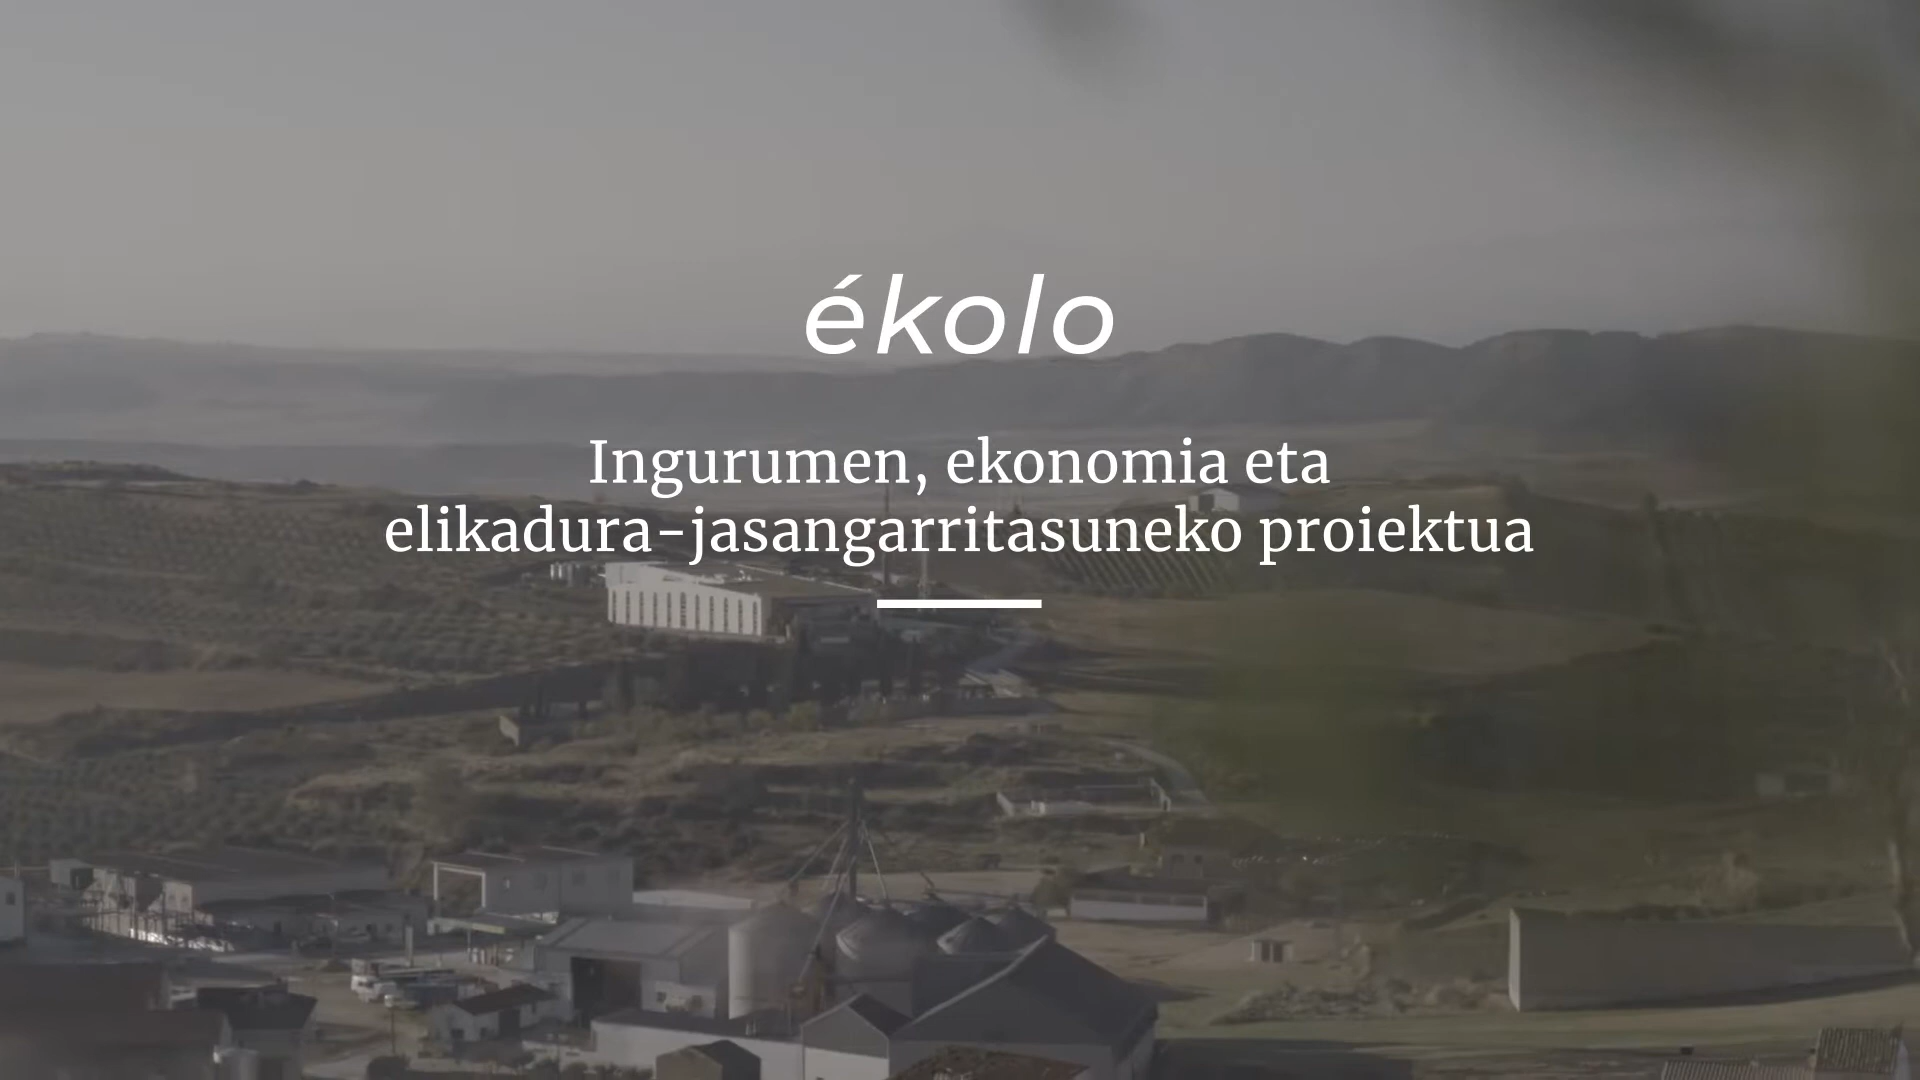 ékolo
Ingurumen, ekonomia eta
elikadura-jasangarritasuneko proiektua